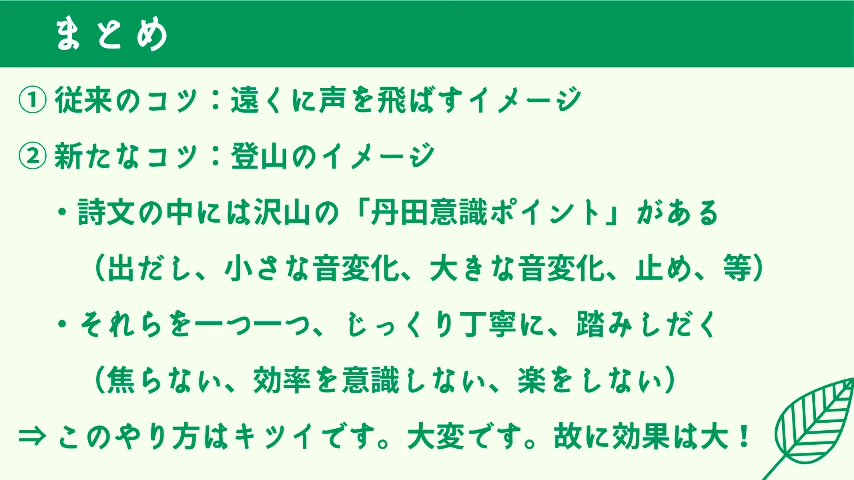 まとめ
① 従来のコツ：遠くに声を飛ばすイメージ
② 新たなコツ：登山のイメージ
・詩文の中には沢山の「丹田意識ポイント」がある
（出だし、小さな音変化、大きな音変化、止め、等）
・それらを一つ一つ、じっくり丁寧に、踏みしだく
（焦らない、効率を意識しない、楽をしない）
⇒ このやり方はキツイです。大変です。故に効果は大！